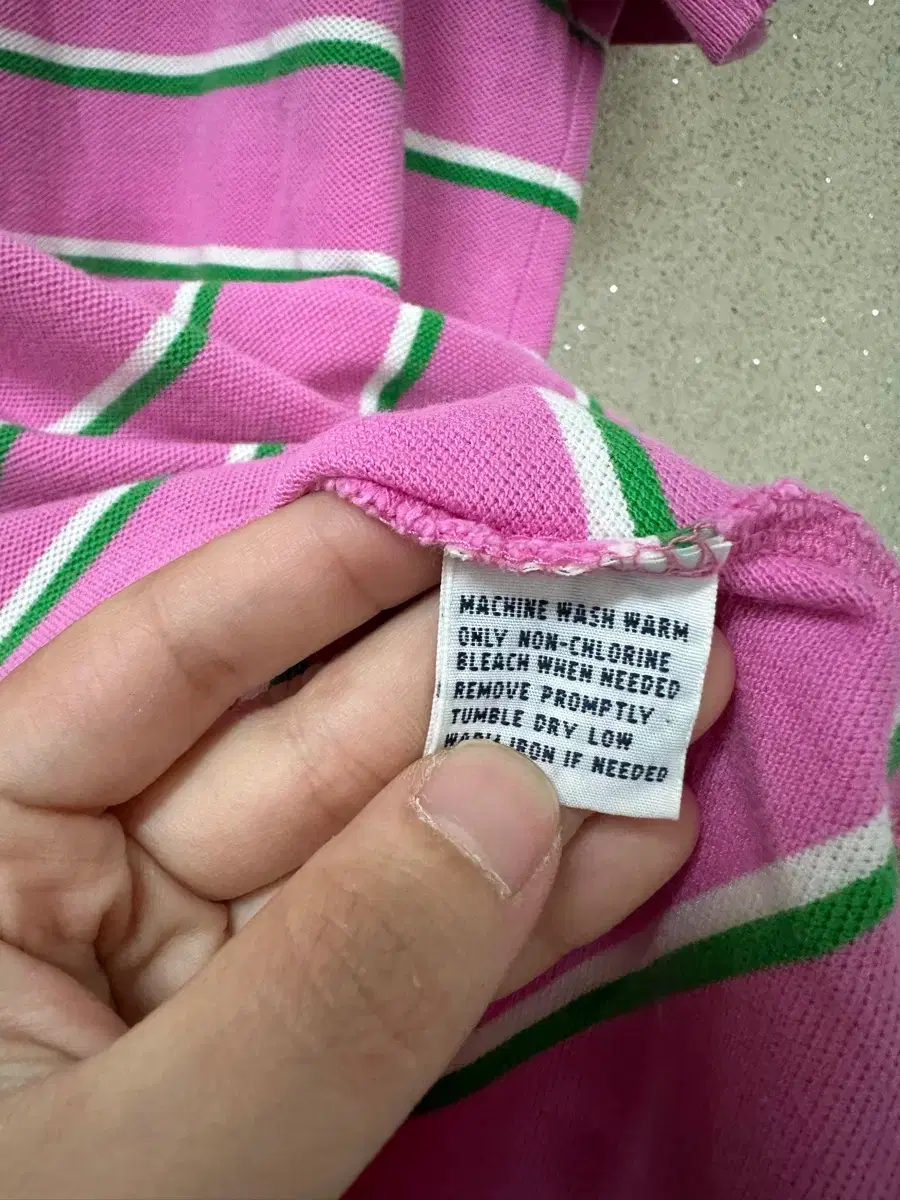 MACHINE WASH WARM
ONLY NON-CHLORINE
BLEACH WHEN NEEDED
REMOVE PROMPTLY
TUMBLE DRY LOW
IRON IF NEEDED